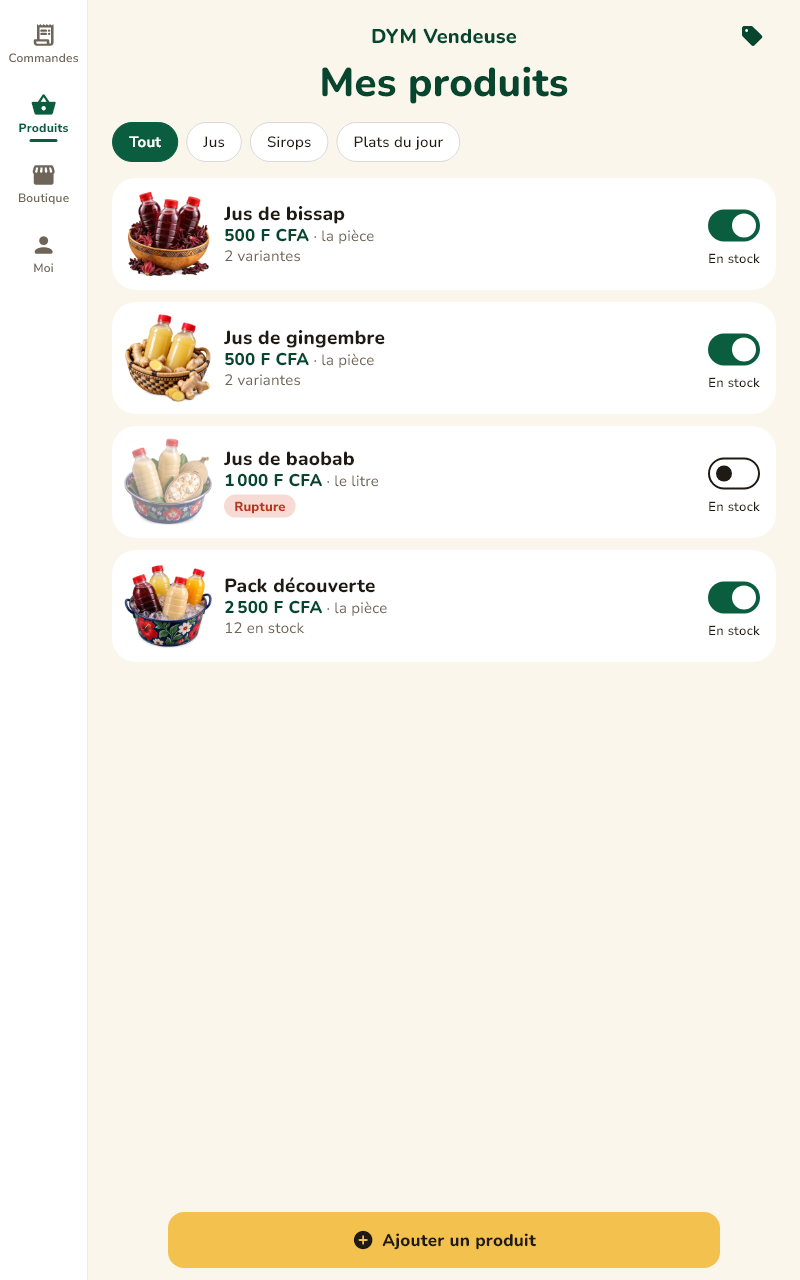 Commandes
Produits
Boutique
Moi
DYM Vendeuse
Mes produits
Tout
Jus
Sirops
Plats du jour
Jus de bissap
500 F CFA · la pièce
2 variantes
En stock
Jus de gingembre
500 F CFA · la pièce
2 variantes
En stock
Jus de baobab
1 000 F CFA · le litre
Rupture
En stock
Pack découverte
2 500 F CFA · la pièce
12 en stock
En stock
Ajouter un produit